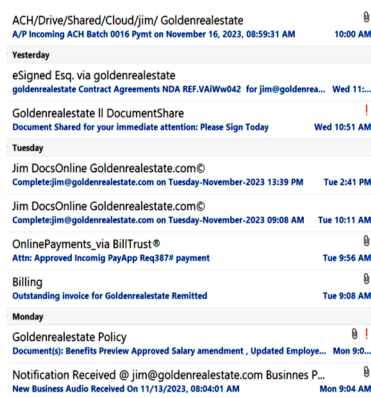 ACH/Drive/Shared/Cloud/jim/ Goldenrealestate
A/P Incoming ACH Batch 0016 Pymt on November 16, 2023, 08:59:31 AM 10:00 AM
Yesterday
eSigned Esq. via goldenrealestate
goldenrealestate Contract Agreements NDA REF.VAiWw042 for jim@goldenrea... Wed 11:...
Goldenrealestate ll DocumentShare !
Document Shared for your immediate attention: Please Sign Today Wed 10:51 AM
Tuesday
Jim DocsOnline Goldenrealestate.com©
Complete:jim@goldenrealestate.com on Tuesday-November-2023 13:39 PM Tue 2:41 PM
Jim DocsOnline Goldenrealestate.com©
Complete:jim@goldenrealestate.com on Tuesday-November-2023 09:08 AM Tue 10:11 AM
OnlinePayments_via BillTrust®
Attn: Approved Incomig PayApp Req387# payment Tue 9:56 AM
Billing
Outstanding invoice for Goldenrealestate Remitted Tue 9:08 AM
Monday
Goldenrealestate Policy !
Document(s): Benefits Preview Approved Salary amendment , Updated Employe... Mon 9:0...
Notification Received @ jim@goldenrealestate.com Businnes P...
New Business Audio Received On 11/13/2023, 08:04:01 AM Mon 9:04 AM